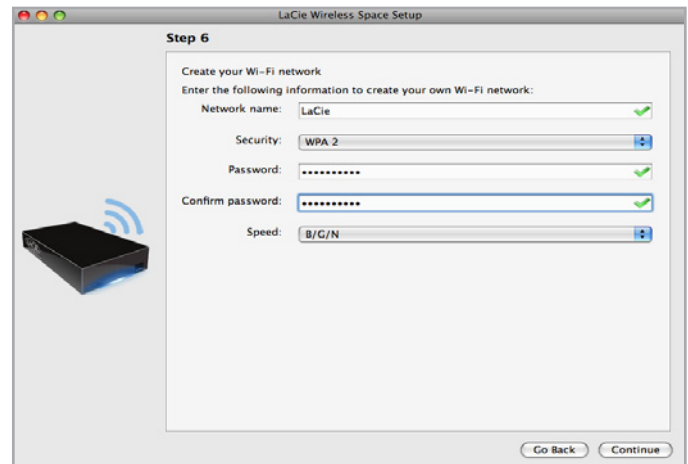 LaCie Wireless Space Setup
Step 6
Create your Wi-Fi network
Enter the following information to create your own Wi-Fi network:
Network name: LaCie
Security: WPA 2
Password: ••••••••••
Confirm password: ••••••••••
Speed: B/G/N
Go Back Continue